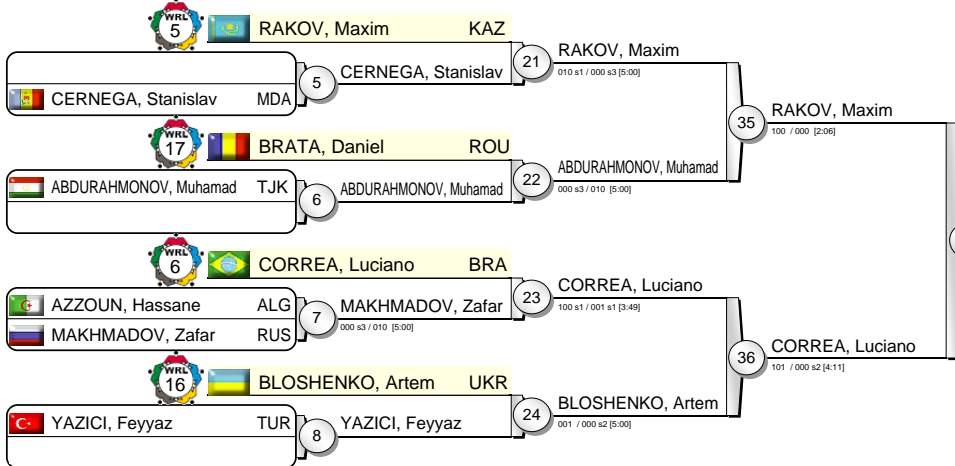 WRL
5
RAKOV, Maxim KAZ
5
CERNEGA, Stanislav
CERNEGA, Stanislav MDA
21
RAKOV, Maxim
010 s1 / 000 s3 [5:00]
WRL
17
BRATA, Daniel ROU
ABDURAHMONOV, Muhamad TJK
6
ABDURAHMONOV, Muhamad
22
ABDURAHMONOV, Muhamad
000 s3 / 010 [5:00]
35
RAKOV, Maxim
100 / 000 [2:06]
WRL
6
CORREA, Luciano BRA
AZZOUN, Hassane ALG
MAKHMADOV, Zafar RUS
7
MAKHMADOV, Zafar
000 s3 / 010 [5:00]
23
CORREA, Luciano
100 s1 / 001 s1 [3:49]
WRL
16
BLOSHENKO, Artem UKR
YAZICI, Feyyaz TUR
8
YAZICI, Feyyaz
24
BLOSHENKO, Artem
001 / 000 s2 [5:00]
36
CORREA, Luciano
101 / 000 s2 [4:11]